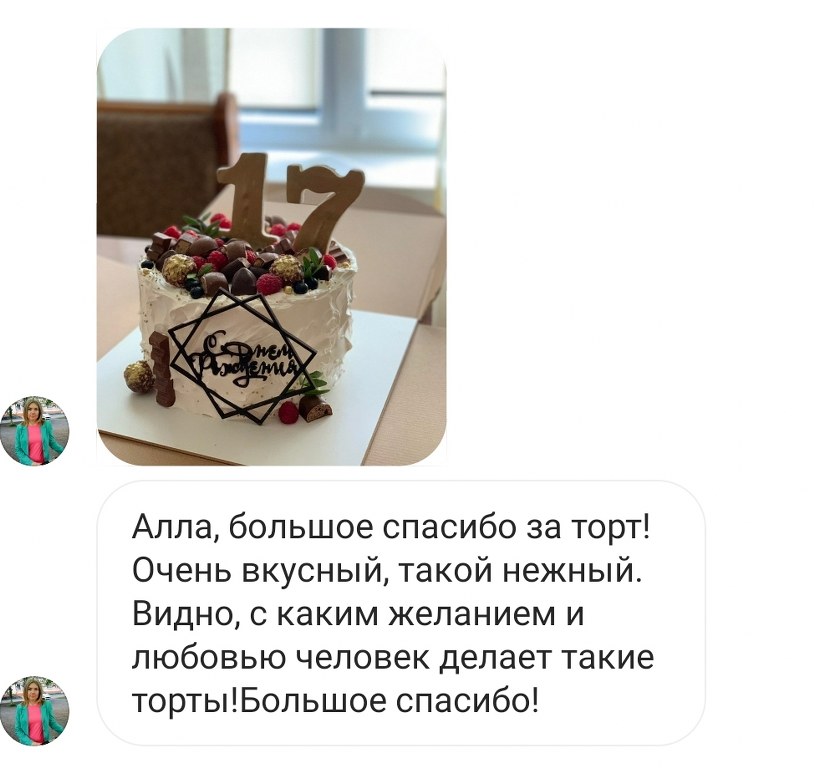 17
С Днем
Рождения
Алла, большое спасибо за торт!
Очень вкусный, такой нежный.
Видно, с каким желанием и
любовью человек делает такие
торты!Большое спасибо!